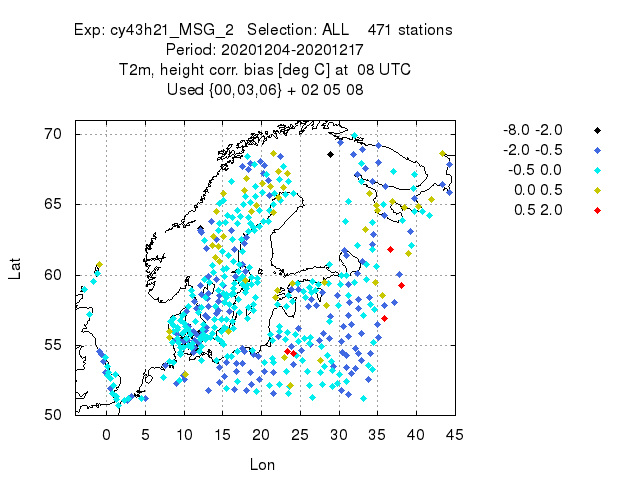 Exp: cy43h21_MSG_2 Selection: ALL 471 stations
Period: 20201204-20201217
T2m, height corr. bias [deg C] at 08 UTC
Used {00,03,06} + 02 05 08
-8.0 -2.0
-2.0 -0.5
-0.5 0.0
0.0 0.5
0.5 2.0
70
65
60
55
50
Lat
0 5 10 15 20 25 30 35 40 45
Lon